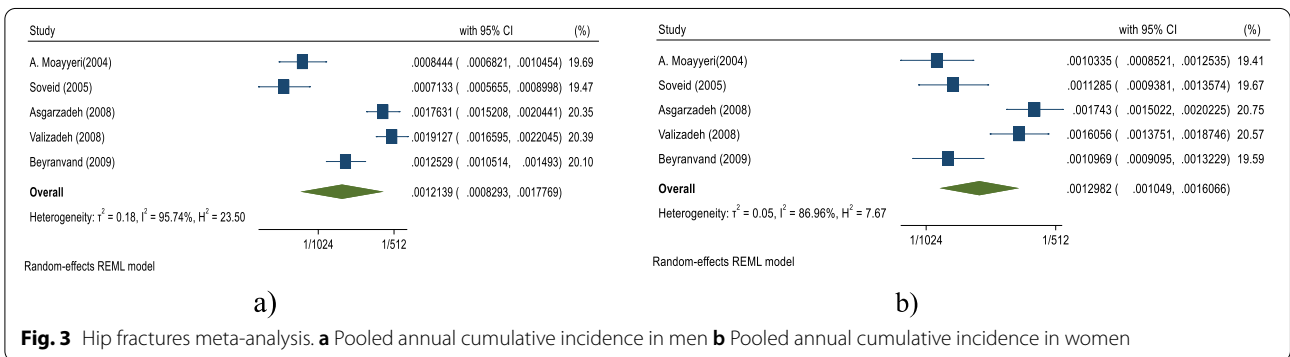 Study with 95% CI (%)
A. Moayyeri(2004) .0008444 ( .0006821, .0010454) 19.69
Soveid (2005) .0007133 ( .0005655, .0008998) 19.47
Asgarzadeh (2008) .0017631 ( .0015208, .0020441) 20.35
Valizadeh (2008) .0019127 ( .0016595, .0022045) 20.39
Beyranvand (2009) .0012529 ( .0010514, .001493) 20.10
Overall .0012139 ( .0008293, .0017769)
Heterogeneity: τ² = 0.18, I² = 95.74%, H² = 23.50
1/1024 1/512
Random-effects REML model
a)
Study with 95% CI (%)
A. Moayyeri(2004) .0010335 ( .0008521, .0012535) 19.41
Soveid (2005) .0011285 ( .0009381, .0013574) 19.67
Asgarzadeh (2008) .001743 ( .0015022, .0020225) 20.75
Valizadeh (2008) .0016056 ( .0013751, .0018746) 20.57
Beyranvand (2009) .0010969 ( .0009095, .0013229) 19.59
Overall .0012982 ( .001049, .0016066)
Heterogeneity: τ² = 0.05, I² = 86.96%, H² = 7.67
1/1024 1/512
Random-effects REML model
b)
Fig. 3 Hip fractures meta-analysis. a Pooled annual cumulative incidence in men b Pooled annual cumulative incidence in women